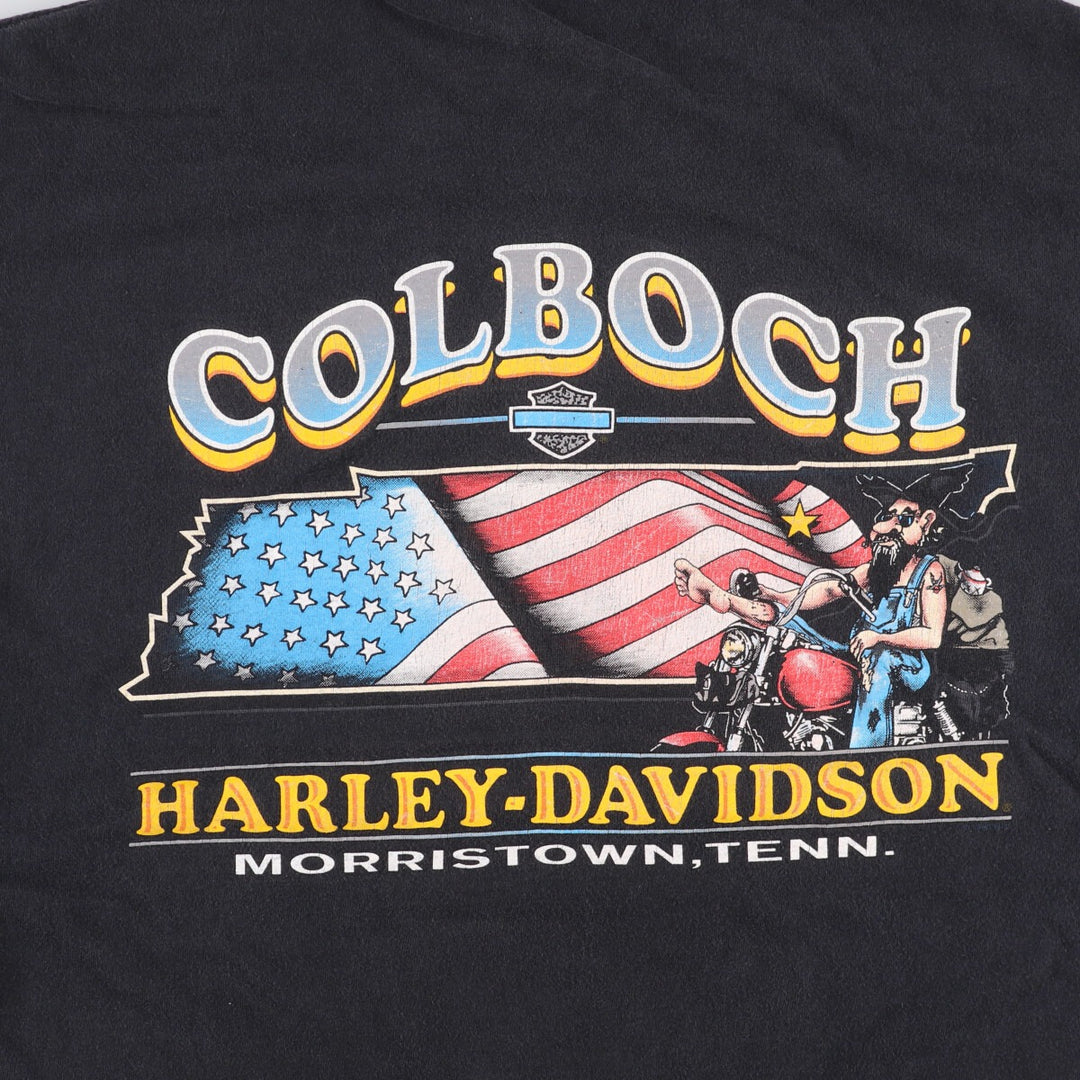 COLBOCH
HARLEY-DAVIDSON
MORRISTOWN, TENN.